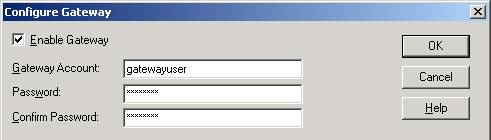 Configure Gateway
Enable Gateway
OK
Gateway Account:
gatewayuser
Cancel
Password:
********
Help
Confirm Password:
********